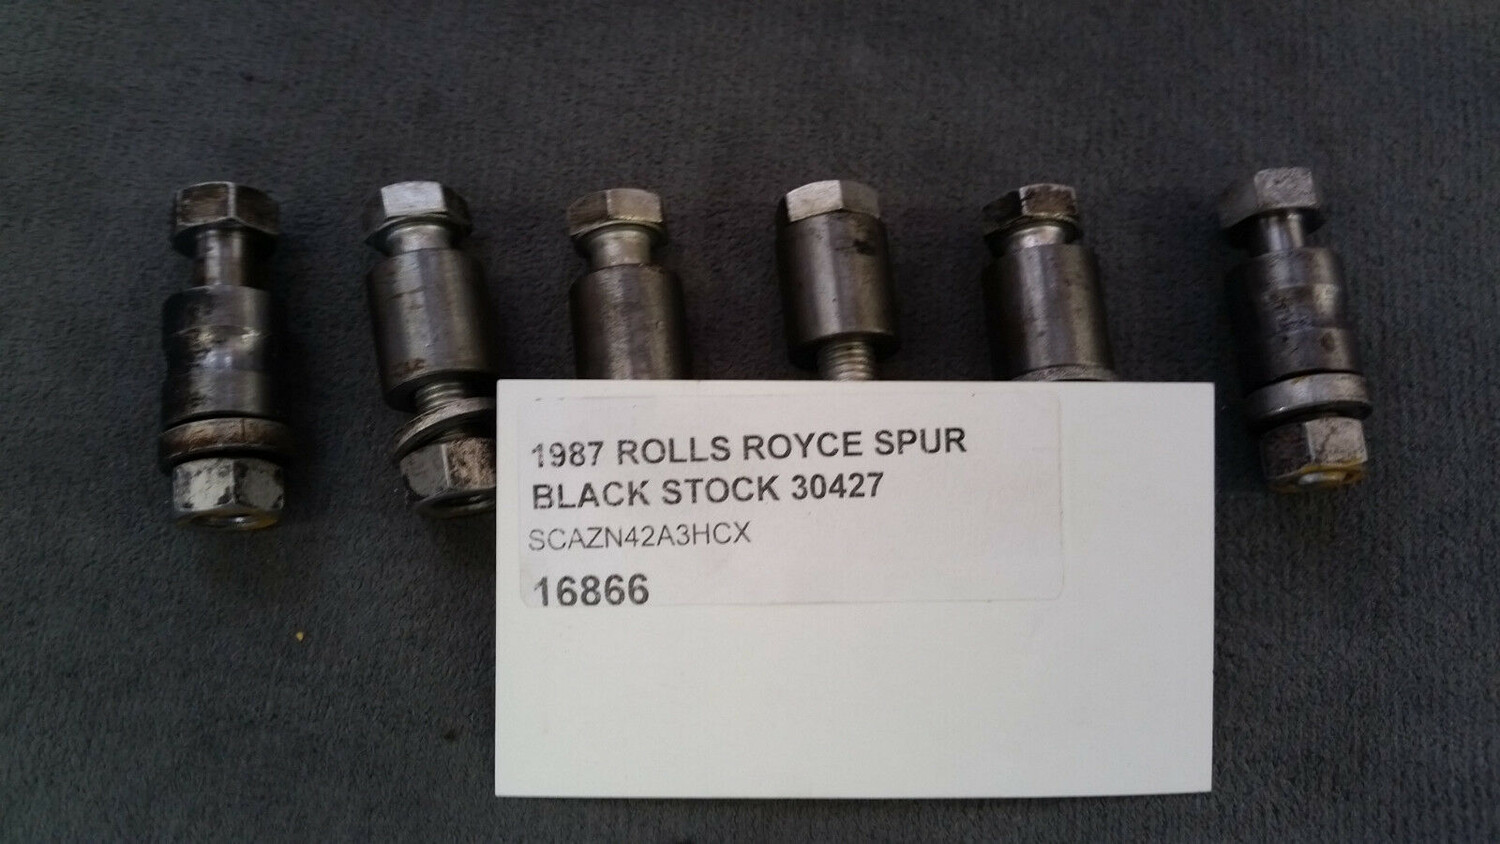 1987 ROLLS ROYCE SPUR
BLACK STOCK 30427
SCAZN42A3HCX
16866